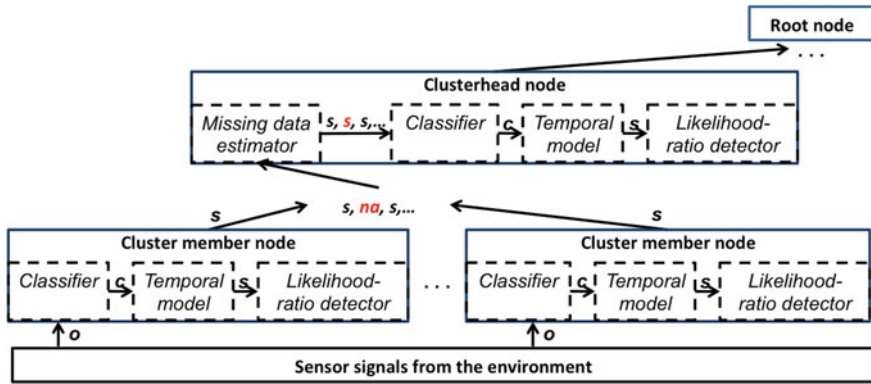 Root node
. . .
Clusterhead node
Missing data
estimator
s, s, s,...
Classifier
c
Temporal
model
s
Likelihood-
ratio detector
s
s, na, s,...
s
Cluster member node
Classifier
c
Temporal
model
s
Likelihood-
ratio detector
. . .
Cluster member node
Classifier
c
Temporal
model
s
Likelihood-
ratio detector
o
o
Sensor signals from the environment